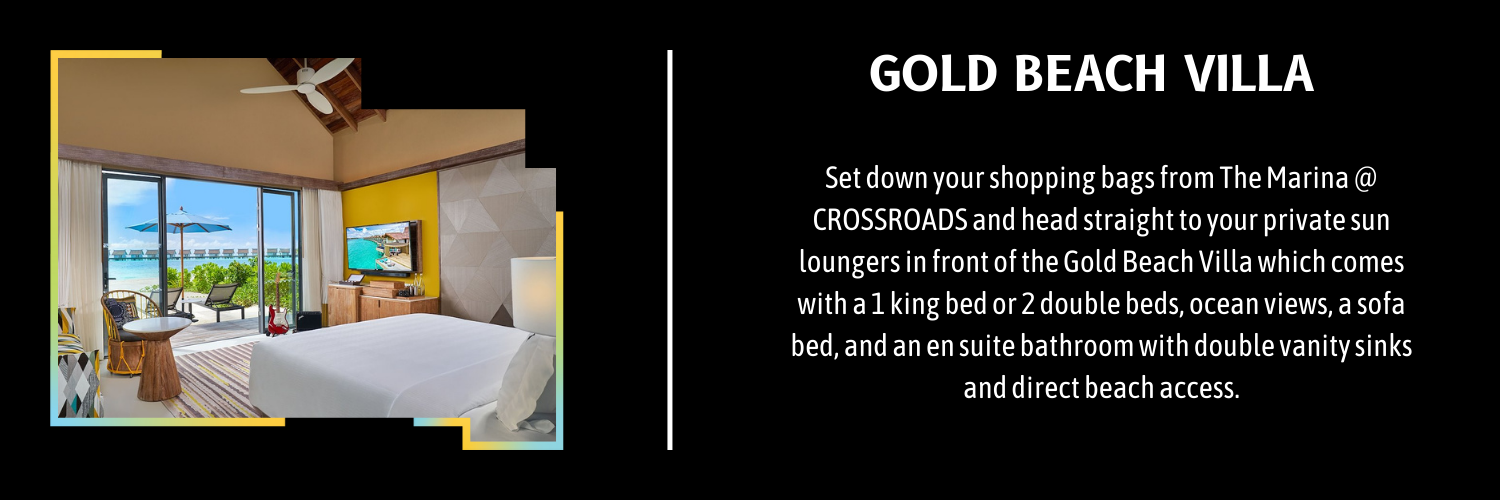 GOLD BEACH VILLA
Set down your shopping bags from The Marina @
CROSSROADS and head straight to your private sun
loungers in front of the Gold Beach Villa which comes
with a 1 king bed or 2 double beds, ocean views, a sofa
bed, and an en suite bathroom with double vanity sinks
and direct beach access.